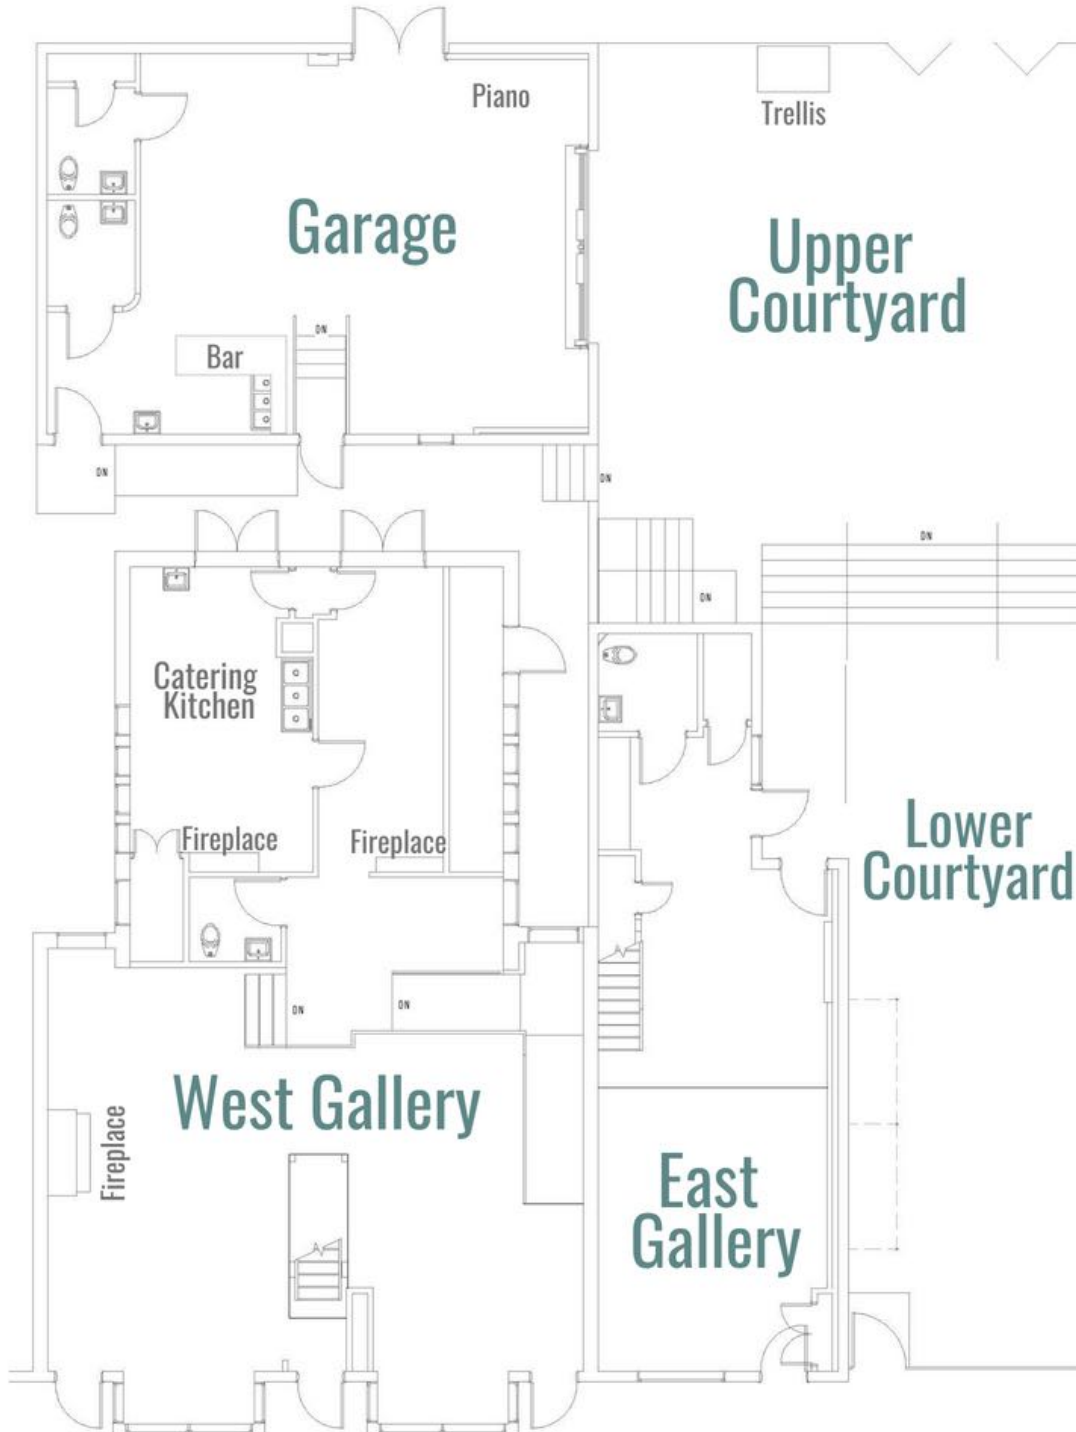 Piano
Trellis
Garage
Upper
Courtyard
DN
Bar
DN
DN
DN
DN
Catering
Kitchen
Fireplace
Fireplace
Lower
Courtyard
DN
DN
West Gallery
Fireplace
East
Gallery